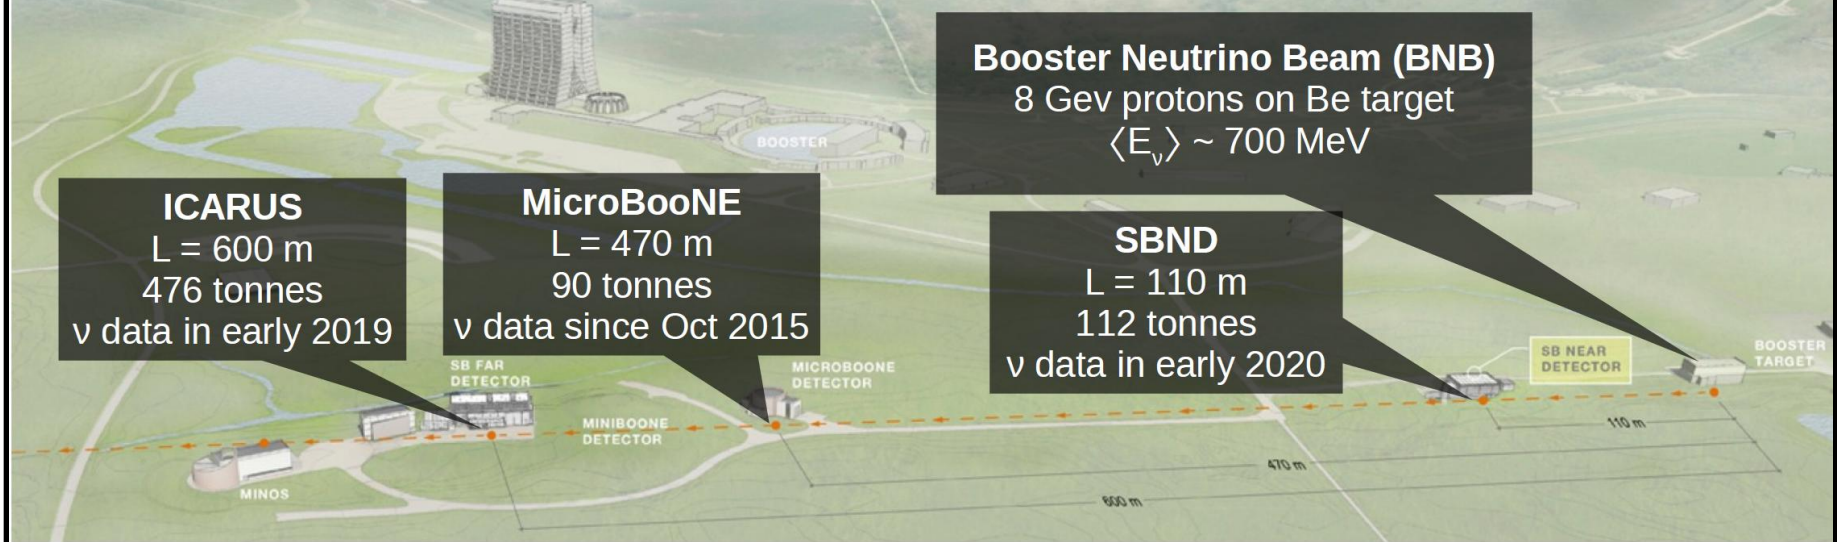 Booster Neutrino Beam (BNB)
8 Gev protons on Be target
⟨Eν⟩ ~ 700 MeV
BOOSTER
ICARUS
L = 600 m
476 tonnes
ν data in early 2019
MicroBooNE
L = 470 m
90 tonnes
ν data since Oct 2015
SBND
L = 110 m
112 tonnes
ν data in early 2020
SB NEAR
DETECTOR
BOOSTER
TARGET
SB FAR
DETECTOR
MICROBOONE
DETECTOR
MINIBOONE
DETECTOR
MINOS
110 m
470 m
600 m